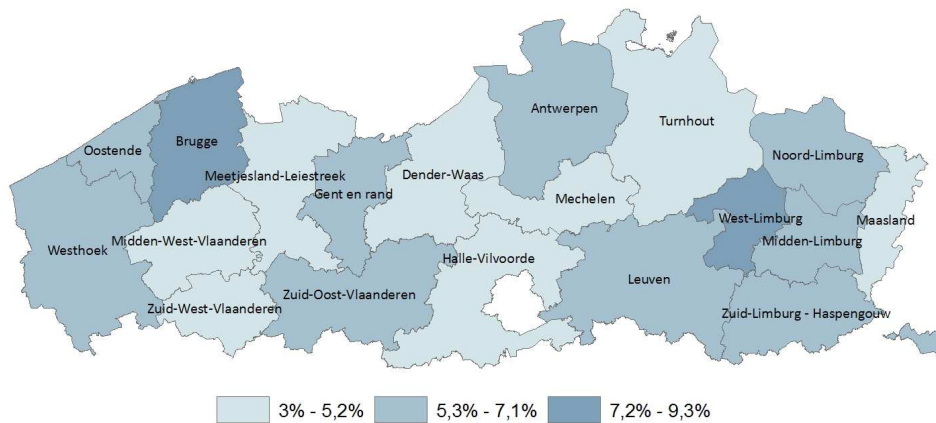 Antwerpen
Turnhout
Brugge
Oostende
Noord-Limburg
Meetjesland-Leiestreek
Dender-Waas
Gent en rand
Mechelen
West-Limburg
Maasland
Midden-West-Vlaanderen
Midden-Limburg
Westhoek
Halle-Vilvoorde
Leuven
Zuid-Oost-Vlaanderen
Zuid-West-Vlaanderen
Zuid-Limburg - Haspengouw
3% - 5,2%
5,3% - 7,1%
7,2% - 9,3%